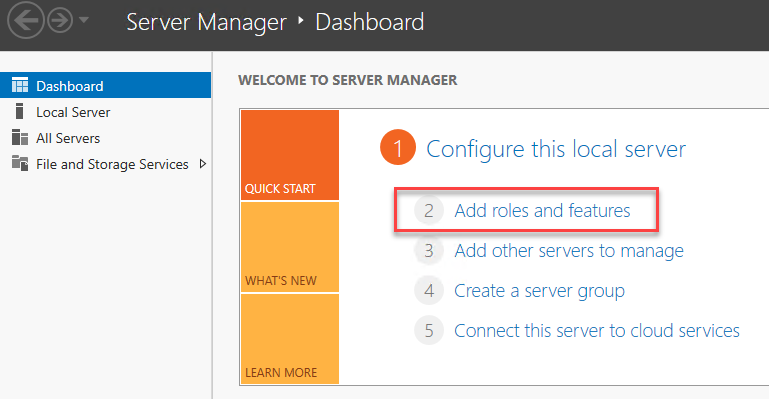 Server Manager ‣ Dashboard
Dashboard
Local Server
All Servers
File and Storage Services
WELCOME TO SERVER MANAGER
QUICK START
WHAT'S NEW
LEARN MORE
1 Configure this local server
2 Add roles and features
3 Add other servers to manage
4 Create a server group
5 Connect this server to cloud services